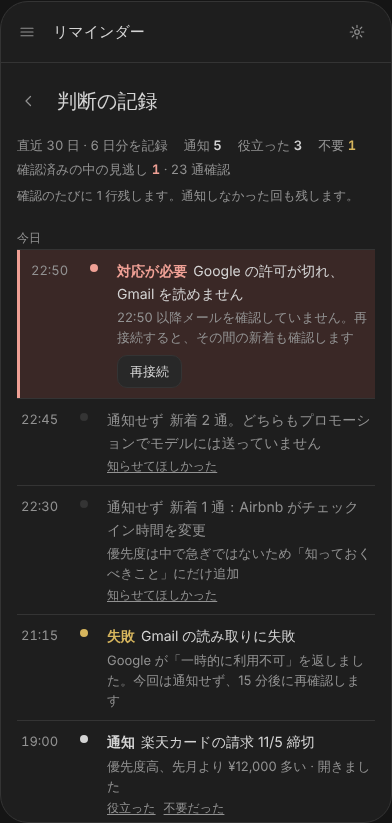 リマインダー
判断の記録
直近 30 日 · 6 日分を記録 通知 5 役立った 3 不要 1
確認済みの中の見逃し 1 · 23 通確認
確認のたびに 1 行残します。通知しなかった回も残します。
今日
22:50 対応が必要 Google の許可が切れ、
Gmail を読めません
22:50 以降メールを確認していません。再
接続すると、その間の新着も確認します
再接続
22:45 通知せず 新着 2 通。どちらもプロモーシ
ョンでモデルには送っていません
知らせてほしかった
22:30 通知せず 新着 1 通：Airbnb がチェック
イン時間を変更
優先度は中で急ぎではないため「知っておく
べきこと」にだけ追加
知らせてほしかった
21:15 失敗 Gmail の読み取りに失敗
Google が「一時的に利用不可」を返しまし
た。今回は通知せず、15 分後に再確認しま
す
19:00 通知 楽天カードの請求 11/5 締切
優先度高、先月より ¥12,000 多い · 開きまし
た
役立った 不要だった